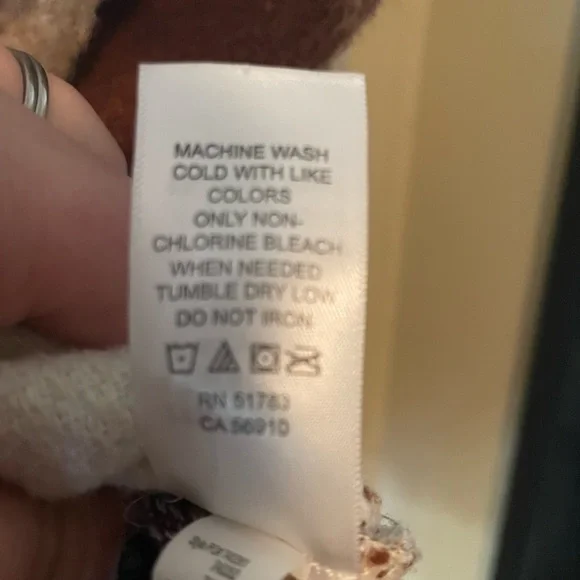 MACHINE WASH
COLD WITH LIKE
COLORS
ONLY NON-
CHLORINE BLEACH
WHEN NEEDED
TUMBLE DRY LOW
DO NOT IRON
RN 51783
CA 56910